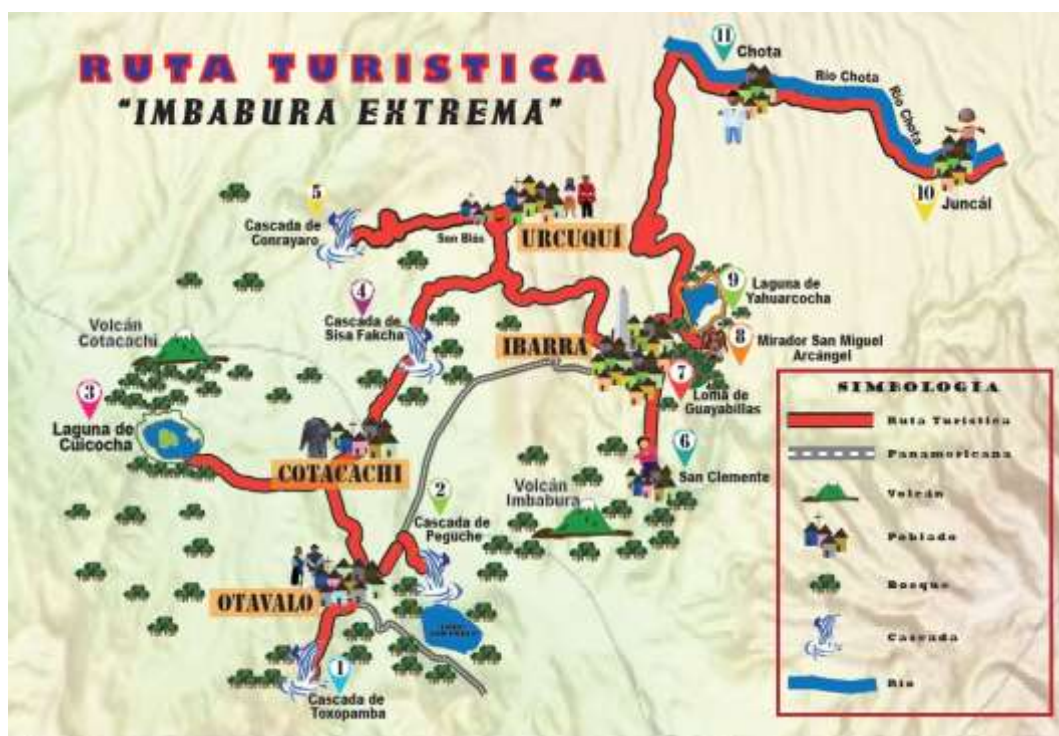 RUTA TURISTICA
"IMBABURA EXTREMA"
11
Chota
Río Chota
Río Chota
10
Juncál
5
Cascada de
Conrayaro
San Blás
URCUQUÍ
4
Cascada de
Sisa Fakcha
9
Laguna de
Yahuarcocha
8
Mirador San Miguel
Arcángel
IBARRA
7
Loma de
Guayabillas
6
San Clemente
Volcán
Cotacachi
3
Laguna de
Cuicocha
COTACACHI
Volcán
Imbabura
2
Cascada de
Peguche
OTAVALO
1
Cascada de
Toxopamba
SIMBOLOGIA
Ruta Turistica
Panamericana
Volcán
Poblado
Bosque
Cascada
Río